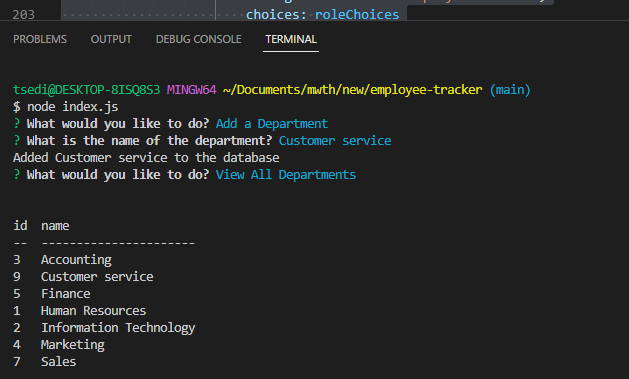 203 choices: roleChoices
PROBLEMS OUTPUT DEBUG CONSOLE TERMINAL
tsedi@DESKTOP-8ISQ8S3 MINGW64 ~/Documents/mwth/new/employee-tracker (main)
$ node index.js
? What would you like to do? Add a Department
? What is the name of the department? Customer service
Added Customer service to the database
? What would you like to do? View All Departments
id name
-- ----------------------
3 Accounting
9 Customer service
5 Finance
1 Human Resources
2 Information Technology
4 Marketing
7 Sales